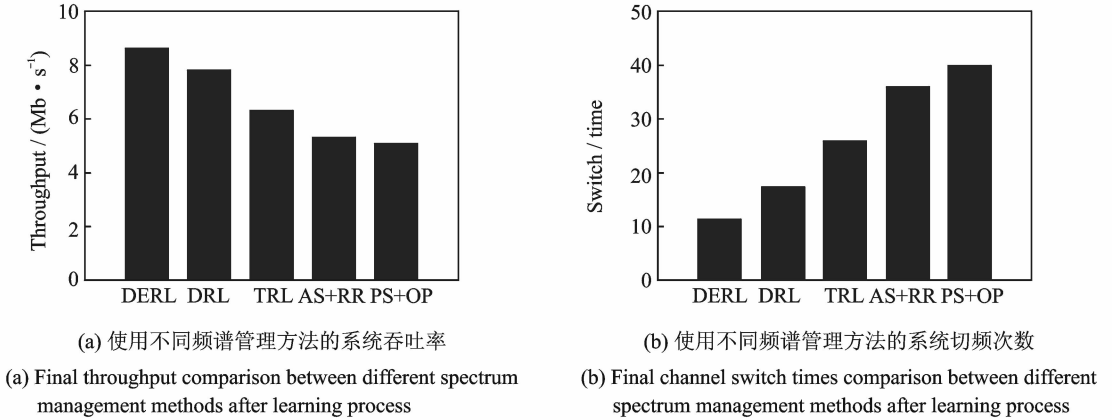 10
8
6
4
2
0
Throughput / (Mb • s⁻¹)
DERL DRL TRL AS+RR PS+OP
(a) 使用不同频谱管理方法的系统吞吐率
(a) Final throughput comparison between different spectrum
management methods after learning process
50
40
30
20
10
0
Switch / time
DERL DRL TRL AS+RR PS+OP
(b) 使用不同频谱管理方法的系统切频次数
(b) Final channel switch times comparison between different
spectrum management methods after learning process